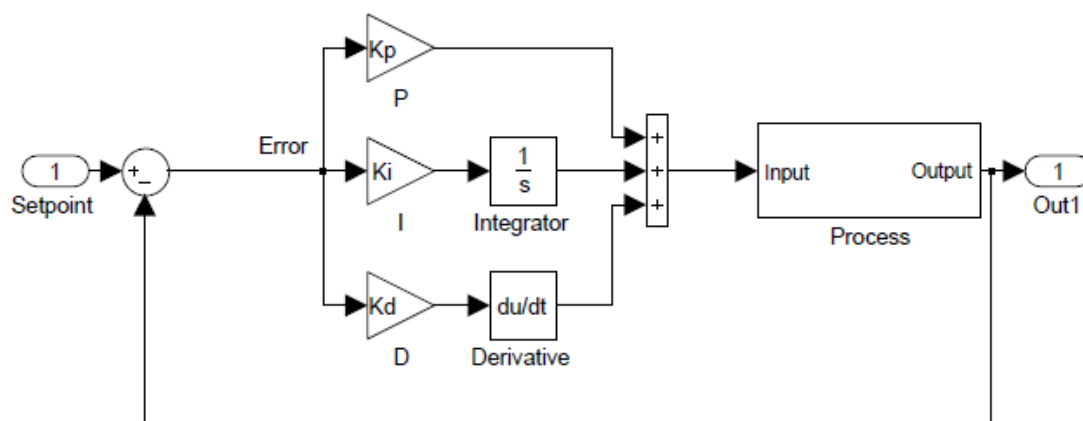 Kp
P
Error
1
+
−
Setpoint
Ki
I
1
s
Integrator
Kd
D
du/dt
Derivative
+
+
+
Input
Output
Process
1
Out1